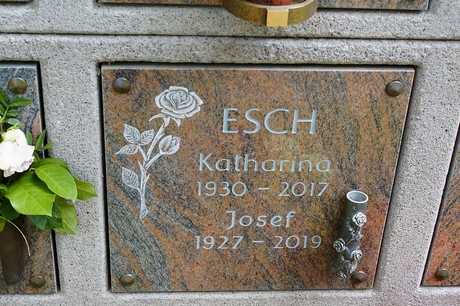 ESCH
Katharina
1930 – 2017
Josef
1927 – 2019